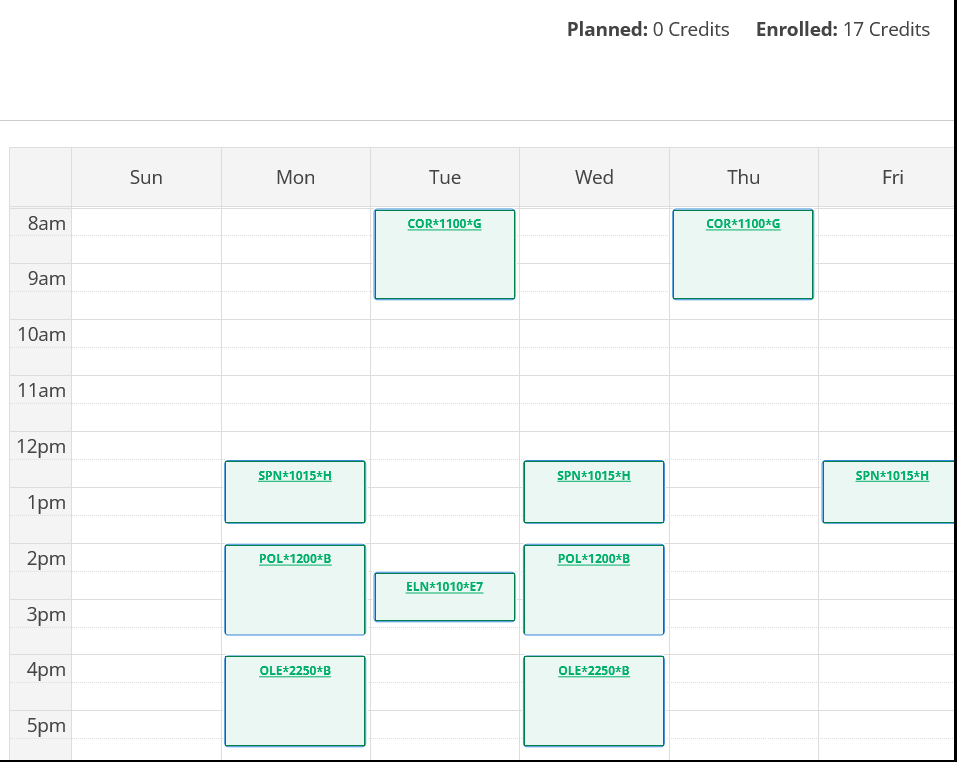 Planned: 0 Credits Enrolled: 17 Credits
Sun Mon Tue Wed Thu Fri
8am
COR*1100*G COR*1100*G
9am
10am
11am
12pm
SPN*1015*H SPN*1015*H SPN*1015*H
1pm
2pm
POL*1200*B POL*1200*B
ELN*1010*E7
3pm
4pm
OLE*2250*B OLE*2250*B
5pm